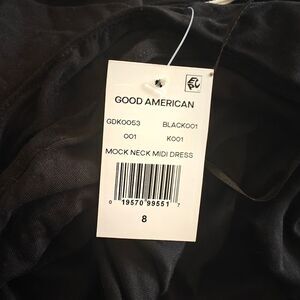 GOOD AMERICAN
GDK0053 BLACK001
001 K001
MOCK NECK MIDI DRESS
0 19570 99551 7
8